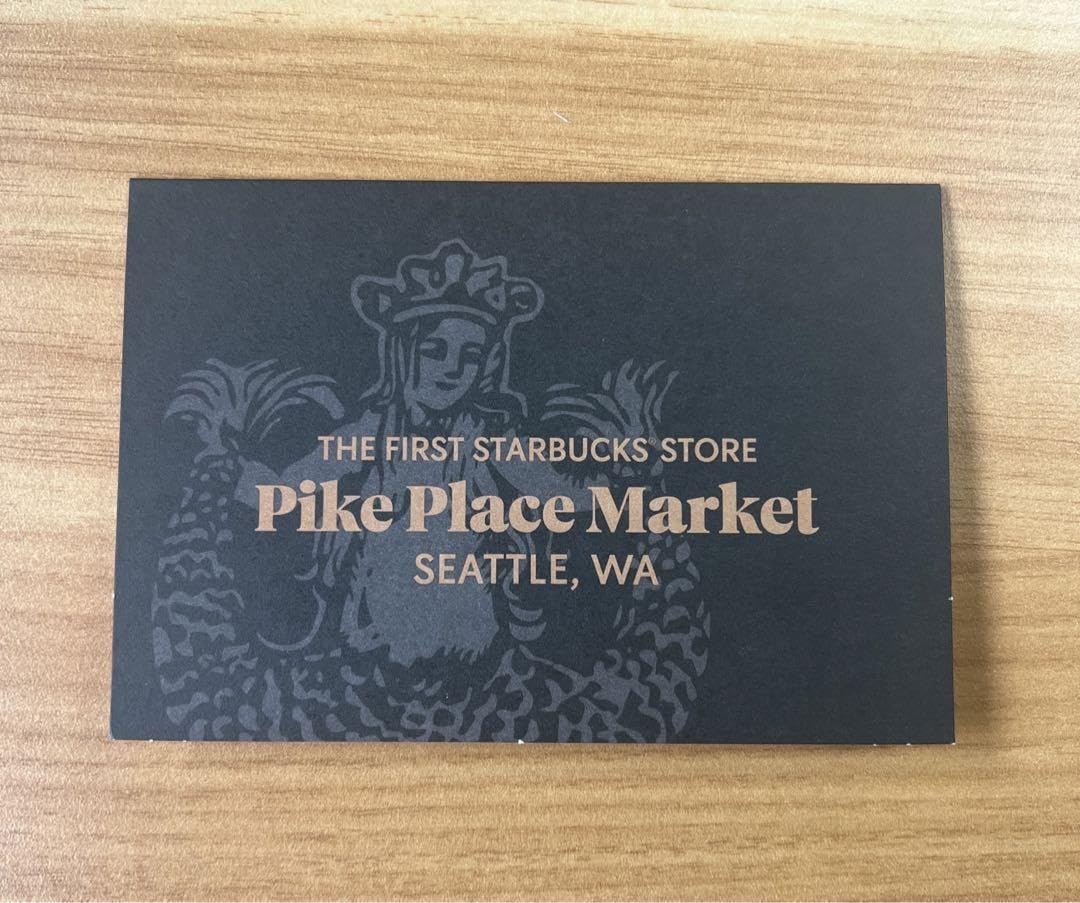 THE FIRST STARBUCKS® STORE
Pike Place Market
SEATTLE, WA